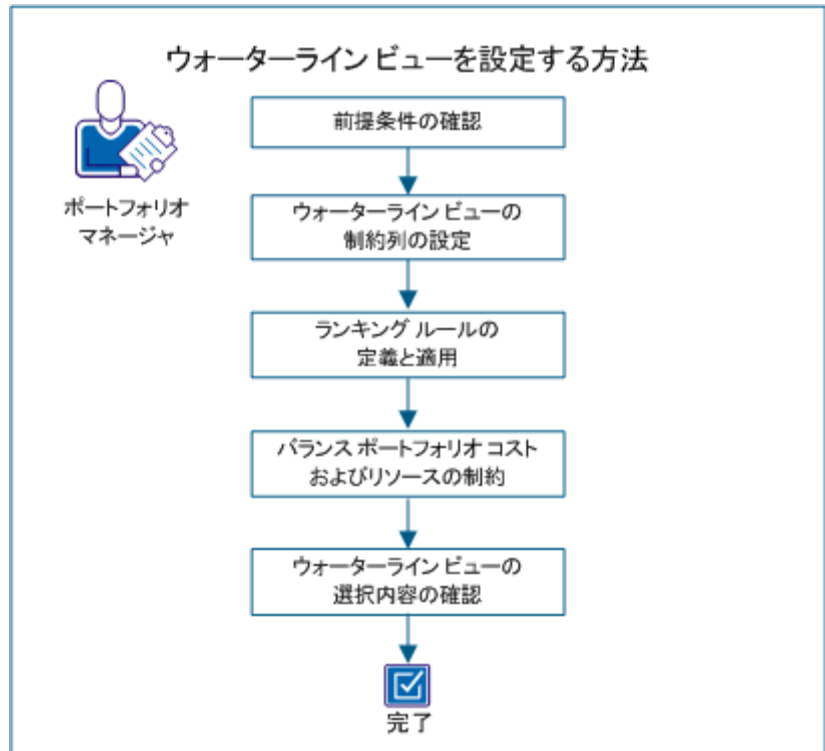 ウォーターライン ビューを設定する方法
ポートフォリオ
マネージャ
前提条件の確認
ウォーターライン ビューの
制約列の設定
ランキング ルールの
定義と適用
バランス ポートフォリオ コスト
およびリソースの制約
ウォーターライン ビューの
選択内容の確認
完了